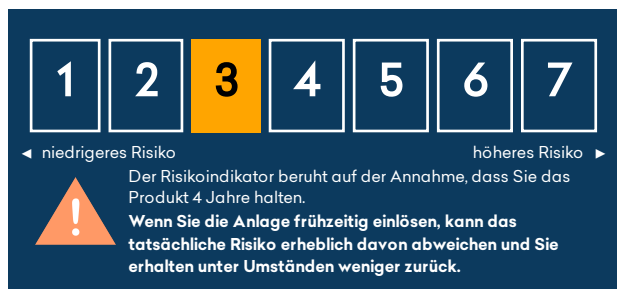 1 2 3 4 5 6 7
◄ niedrigeres Risiko höheres Risiko ►
Der Risikoindikator beruht auf der Annahme, dass Sie das
Produkt 4 Jahre halten.
Wenn Sie die Anlage frühzeitig einlösen, kann das
tatsächliche Risiko erheblich davon abweichen und Sie
erhalten unter Umständen weniger zurück.